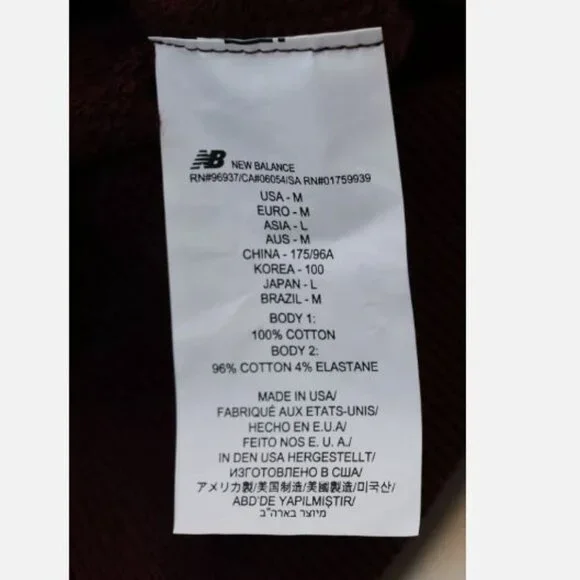 NB NEW BALANCE
RN#96937/CA#06054/SA RN#01759939
USA - M
EURO - M
ASIA - L
AUS - M
CHINA - 175/96A
KOREA - 100
JAPAN - L
BRAZIL - M
BODY 1:
100% COTTON
BODY 2:
96% COTTON 4% ELASTANE
MADE IN USA/
FABRIQUÉ AUX ETATS-UNIS/
HECHO EN E.U.A/
FEITO NOS E. U. A./
IN DEN USA HERGESTELLT/
ИЗГОТОВЛЕНО В США/
アメリカ製/美国制造/美國製造/미국산/
ABD'DE YAPILMIŞTIR/
מיוצר בארה"ב